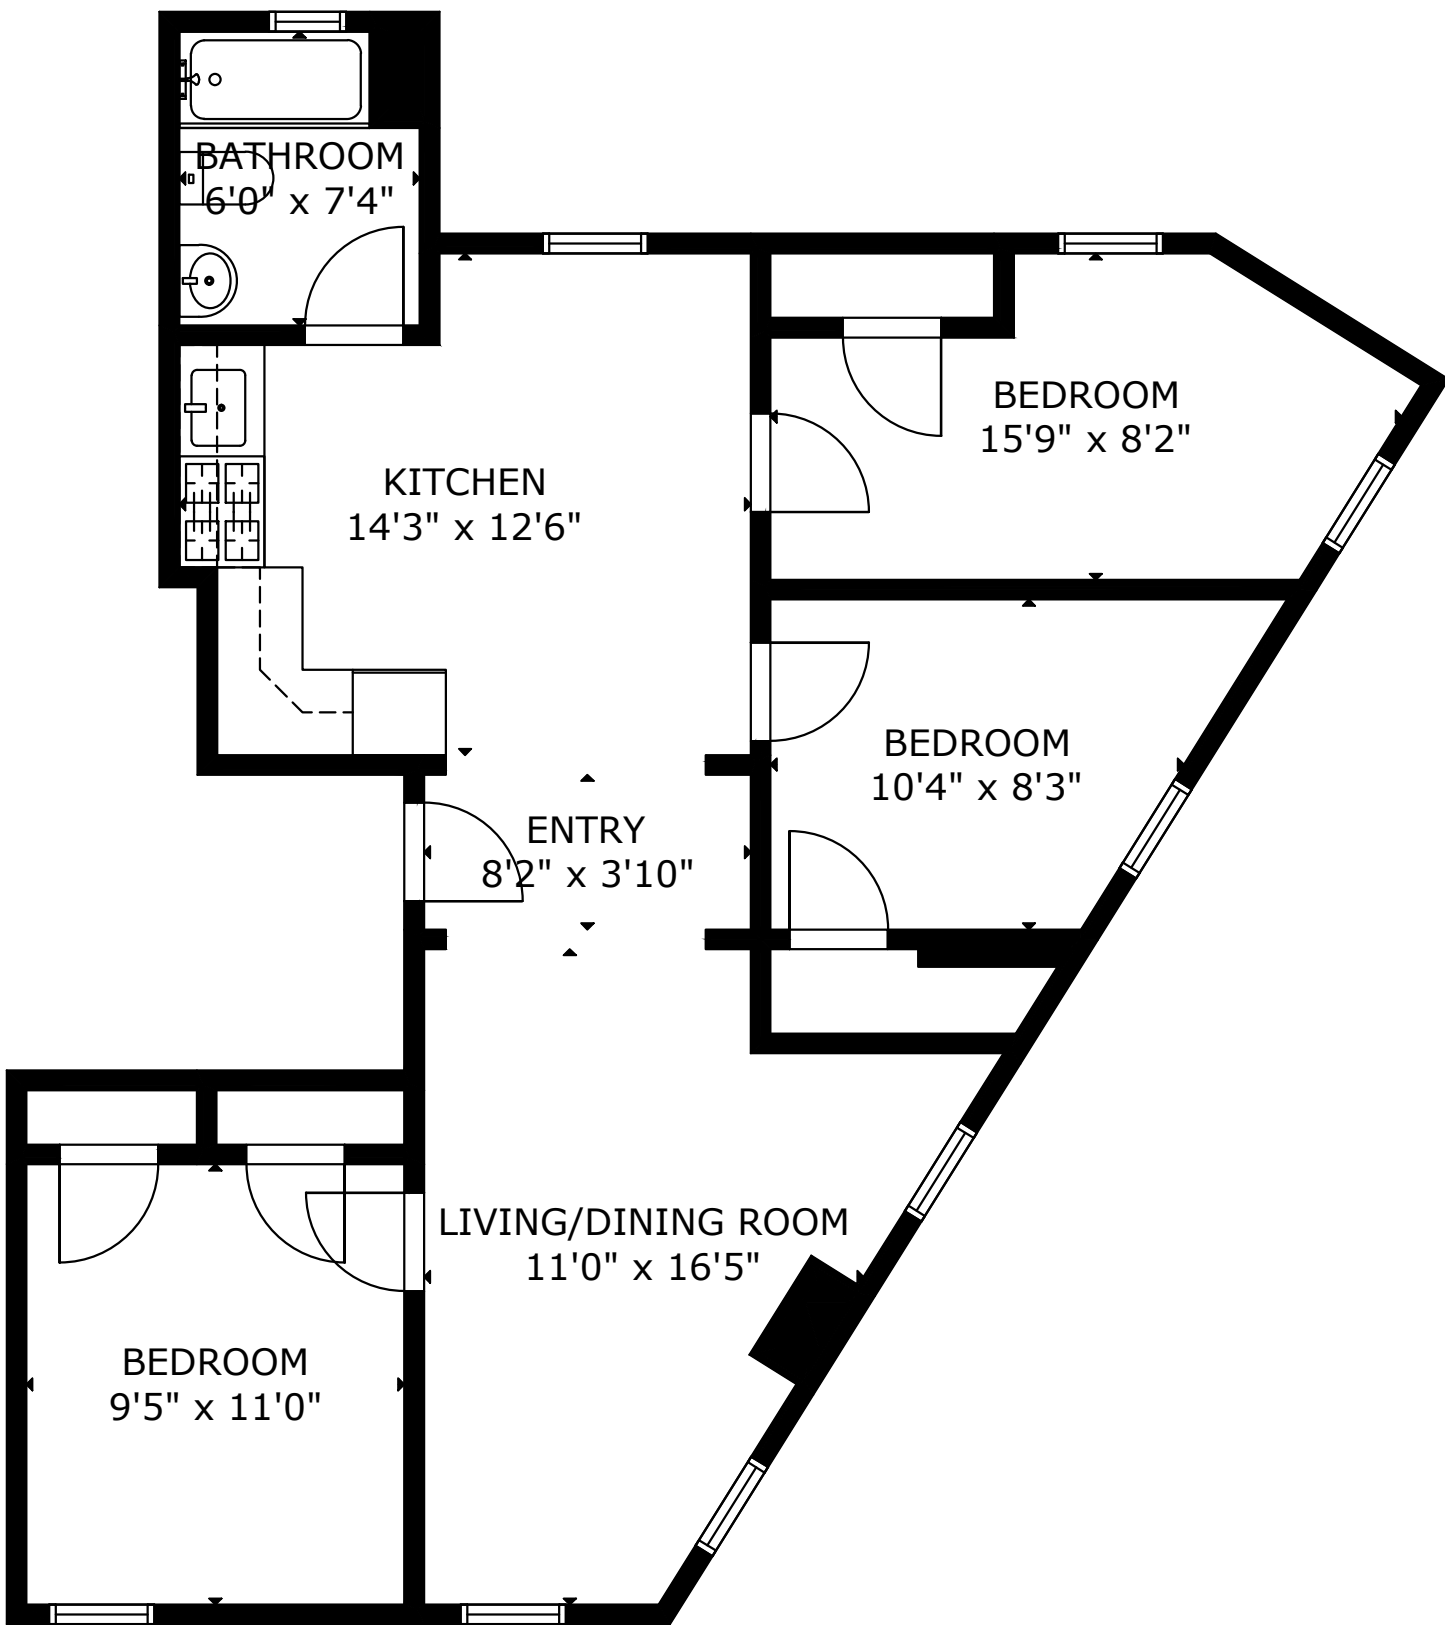 BATHROOM
6'0" x 7'4"
BEDROOM
15'9" x 8'2"
KITCHEN
14'3" x 12'6"
BEDROOM
10'4" x 8'3"
ENTRY
8'2" x 3'10"
LIVING/DINING ROOM
11'0" x 16'5"
BEDROOM
9'5" x 11'0"